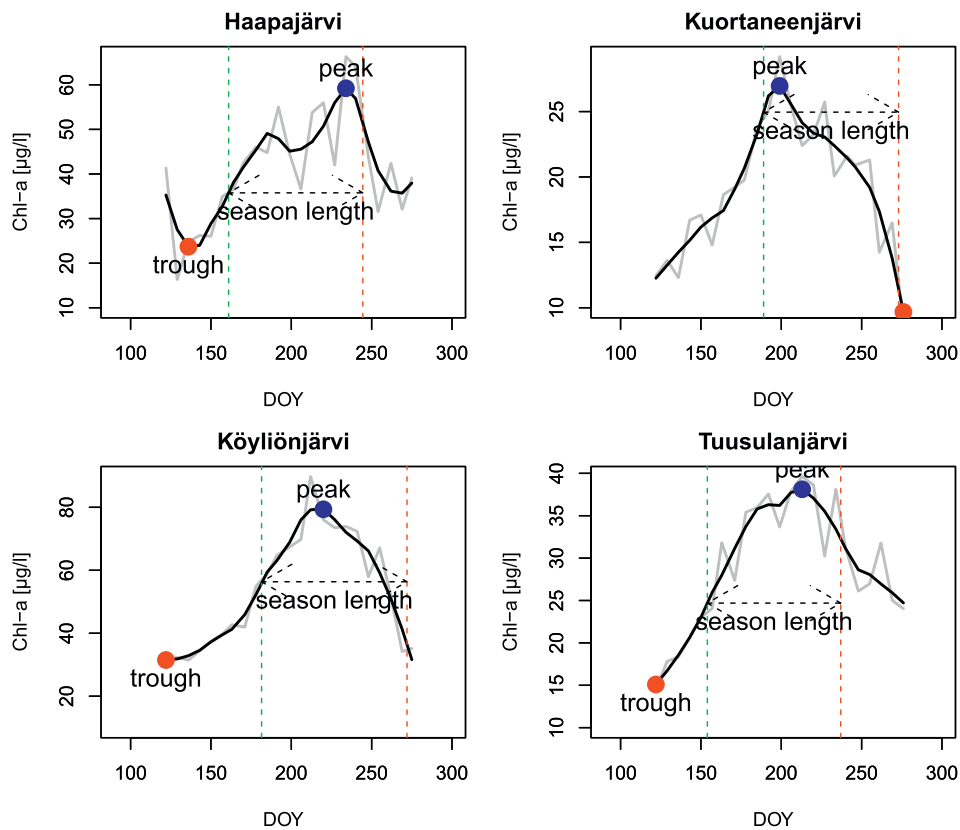 Haapajärvi
Chl−a [µg/l]
60
50
40
30
20
10
peak
season length
trough
100 150 200 250 300
DOY
Kuortaneenjärvi
Chl−a [µg/l]
25
20
15
10
peak
season length
100 150 200 250 300
DOY
Köyliönjärvi
Chl−a [µg/l]
80
60
40
20
peak
season length
trough
100 150 200 250 300
DOY
Tuusulanjärvi
Chl−a [µg/l]
40
35
30
25
20
15
10
peak
season length
trough
100 150 200 250 300
DOY